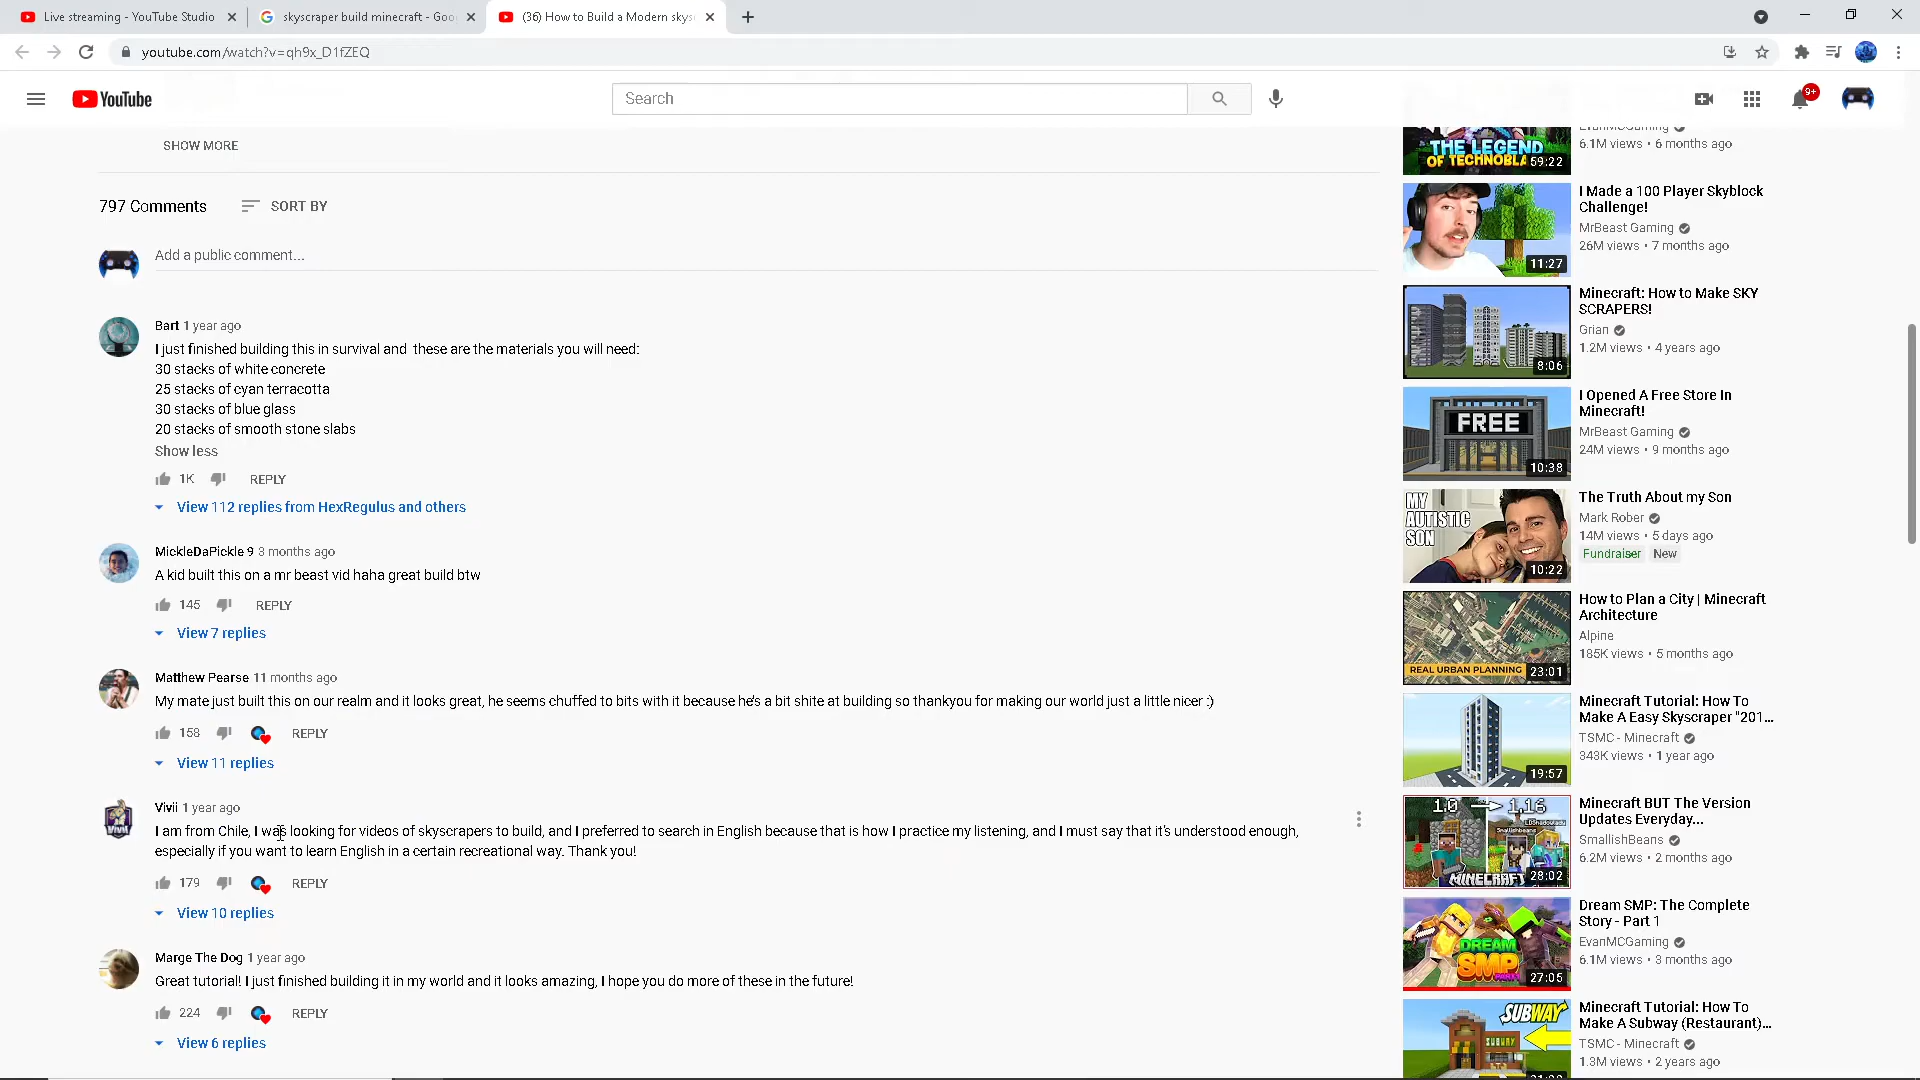 Live streaming - YouTube Studio
skyscraper build minecraft - Goo
(36) How to Build a Modern skys
youtube.com/watch?v=qh9x_D1fZEQ
YouTube
Search
9+
SHOW MORE
797 Comments
SORT BY
Add a public comment...
Bart 1 year ago
I just finished building this in survival and these are the materials you will need:
30 stacks of white concrete
25 stacks of cyan terracotta
30 stacks of blue glass
20 stacks of smooth stone slabs
Show less
1K
REPLY
View 112 replies from HexRegulus and others
MickleDaPickle 9 3 months ago
A kid built this on a mr beast vid haha great build btw
145
REPLY
View 7 replies
Matthew Pearse 11 months ago
My mate just built this on our realm and it looks great, he seems chuffed to bits with it because he's a bit shite at building so thankyou for making our world just a little nicer :)
158
REPLY
View 11 replies
Vivii 1 year ago
I am from Chile, I was looking for videos of skyscrapers to build, and I preferred to search in English because that is how I practice my listening, and I must say that it's understood enough,
especially if you want to learn English in a certain recreational way. Thank you!
179
REPLY
View 10 replies
Marge The Dog 1 year ago
Great tutorial! I just finished building it in my world and it looks amazing, I hope you do more of these in the future!
224
REPLY
View 6 replies
THE LEGEND
OF TECHNOBLA
59:22
EvanMCGaming
6.1M views • 6 months ago
11:27
I Made a 100 Player Skyblock
Challenge!
MrBeast Gaming
26M views • 7 months ago
8:06
Minecraft: How to Make SKY
SCRAPERS!
Grian
1.2M views • 4 years ago
FREE
10:38
I Opened A Free Store In
Minecraft!
MrBeast Gaming
24M views • 9 months ago
MY
AUTISTIC
SON
10:22
The Truth About my Son
Mark Rober
14M views • 5 days ago
Fundraiser New
REAL URBAN PLANNING
23:01
How to Plan a City | Minecraft
Architecture
Alpine
185K views • 5 months ago
19:57
Minecraft Tutorial: How To
Make A Easy Skyscraper "201...
TSMC - Minecraft
343K views • 1 year ago
1.0 → 1.16
Smallishbeans
LDShadowlady
MINECRAFT
28:02
Minecraft BUT The Version
Updates Everyday...
SmallishBeans
6.2M views • 2 months ago
DREAM
SMP
27:05
Dream SMP: The Complete
Story - Part 1
EvanMCGaming
6.1M views • 3 months ago
SUBWAY
SUBWAY
Minecraft Tutorial: How To
Make A Subway (Restaurant)...
TSMC - Minecraft
1.3M views • 2 years ago